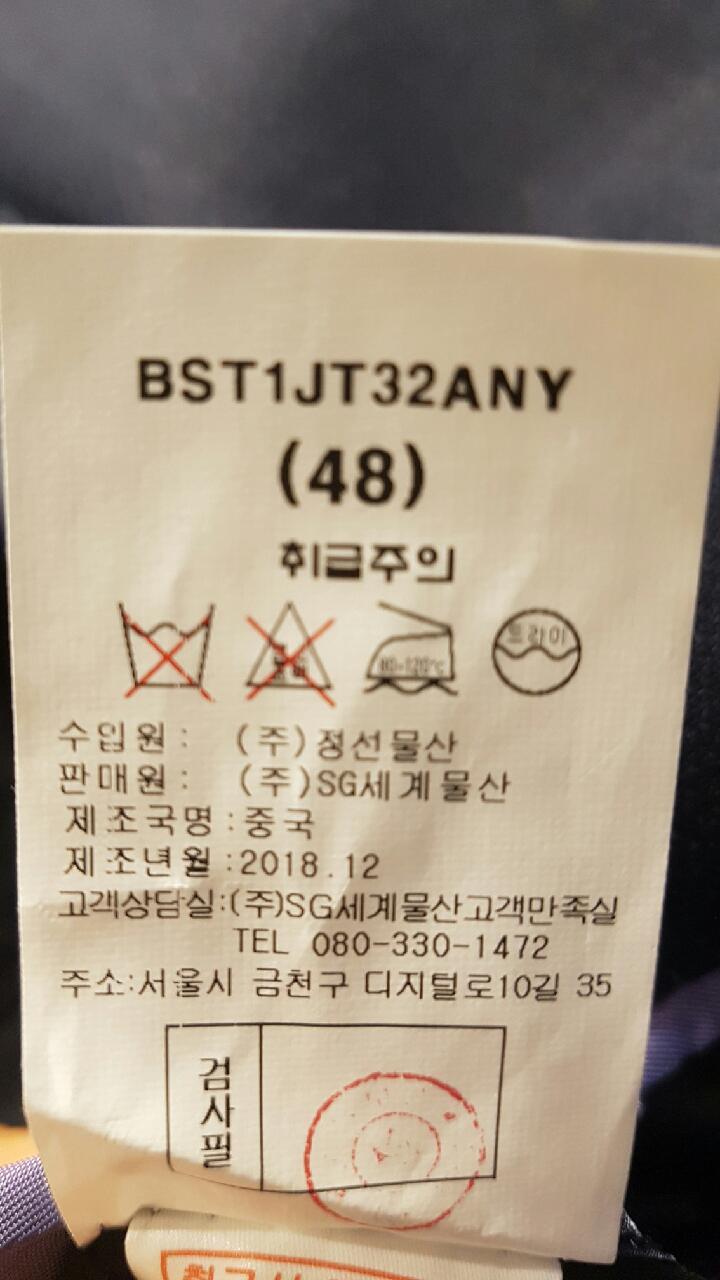 BST1JT32ANY
(48)
취급주의
80~120℃
드라이
수입원 : (주)정선물산
판매원 : (주)SG세계물산
제조국명 :중국
제조년월 :2018.12
고객상담실:(주)SG세계물산고객만족실
TEL 080-330-1472
주소:서울시 금천구 디지털로10길 35
검사필